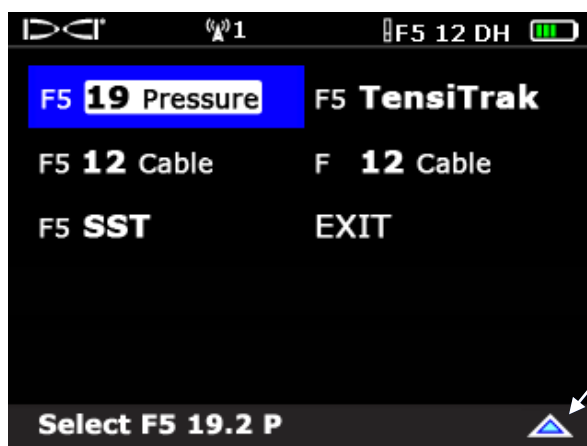 DCI 1 F5 12 DH
F5 19 Pressure F5 TensiTrak
F5 12 Cable F 12 Cable
F5 SST EXIT
Select F5 19.2 P